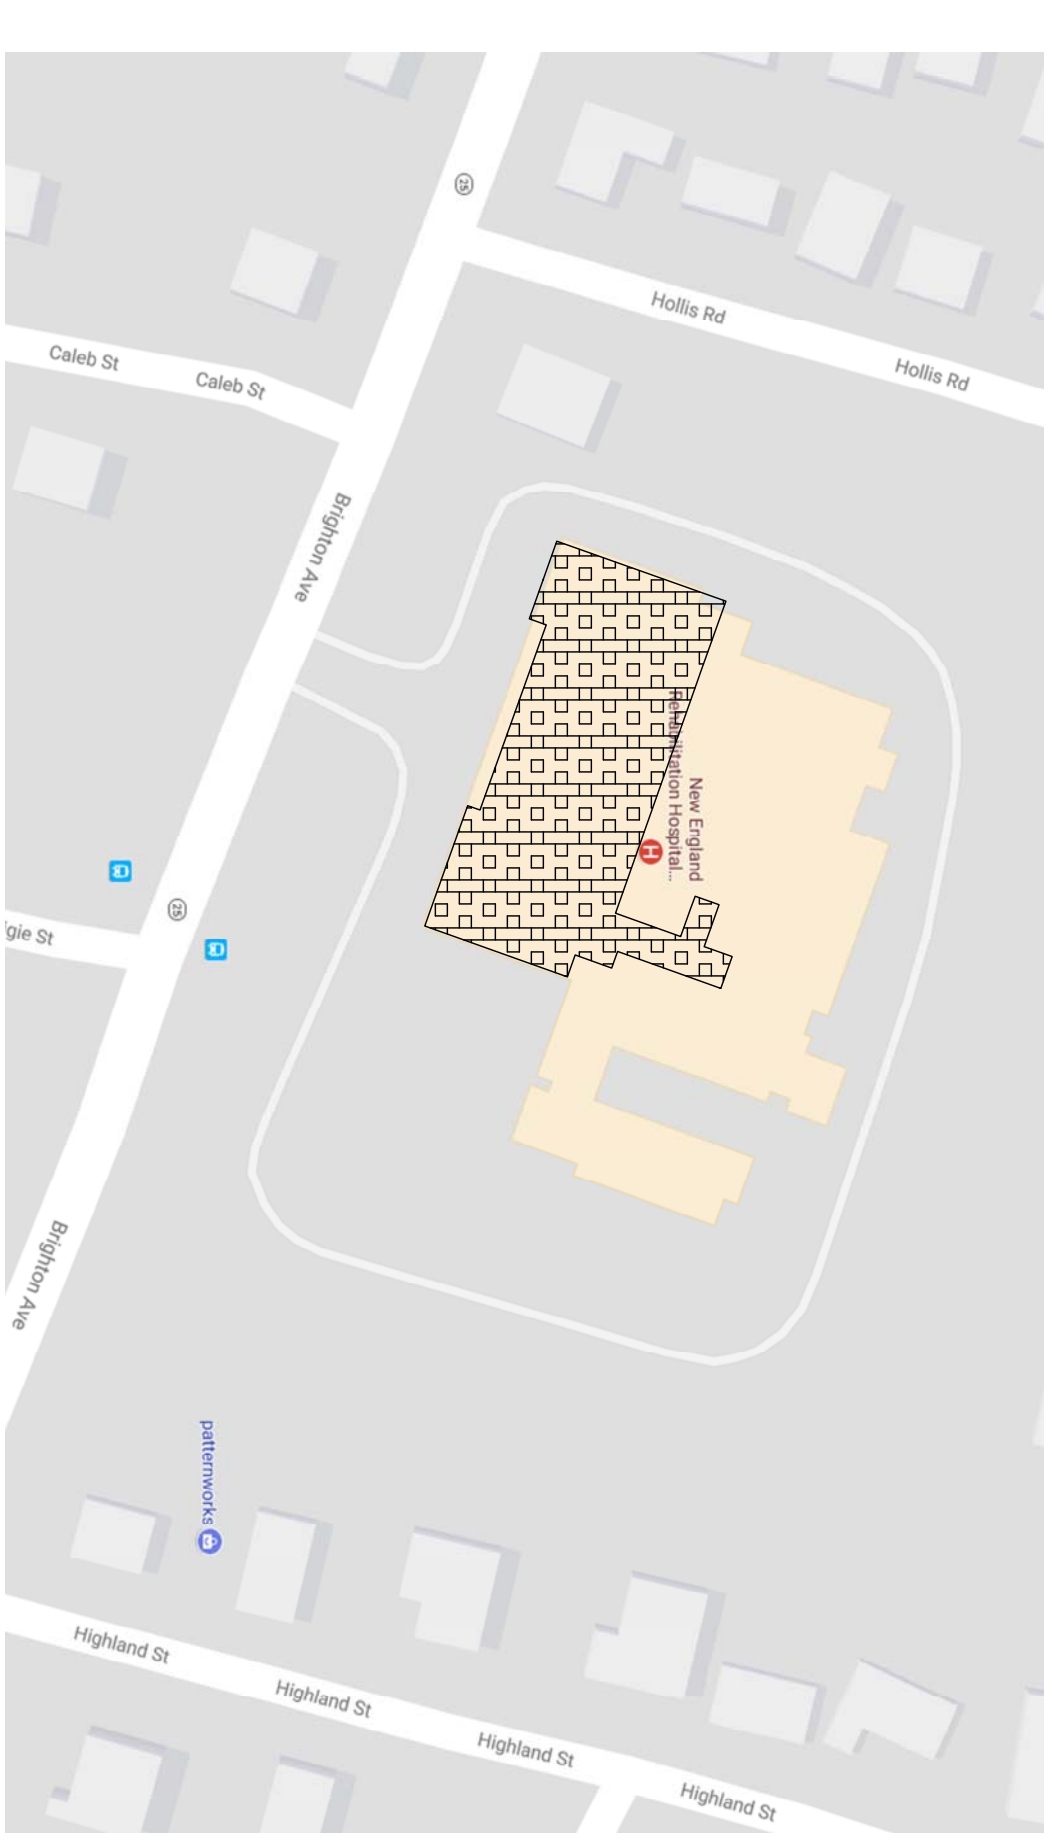 25
Hollis Rd
Hollis Rd
Caleb St
Caleb St
Brighton Ave
New England
Rehabilitation Hospital...
H
25
gie St
Brighton Ave
patternworks
Highland St
Highland St
Highland St
Highland St